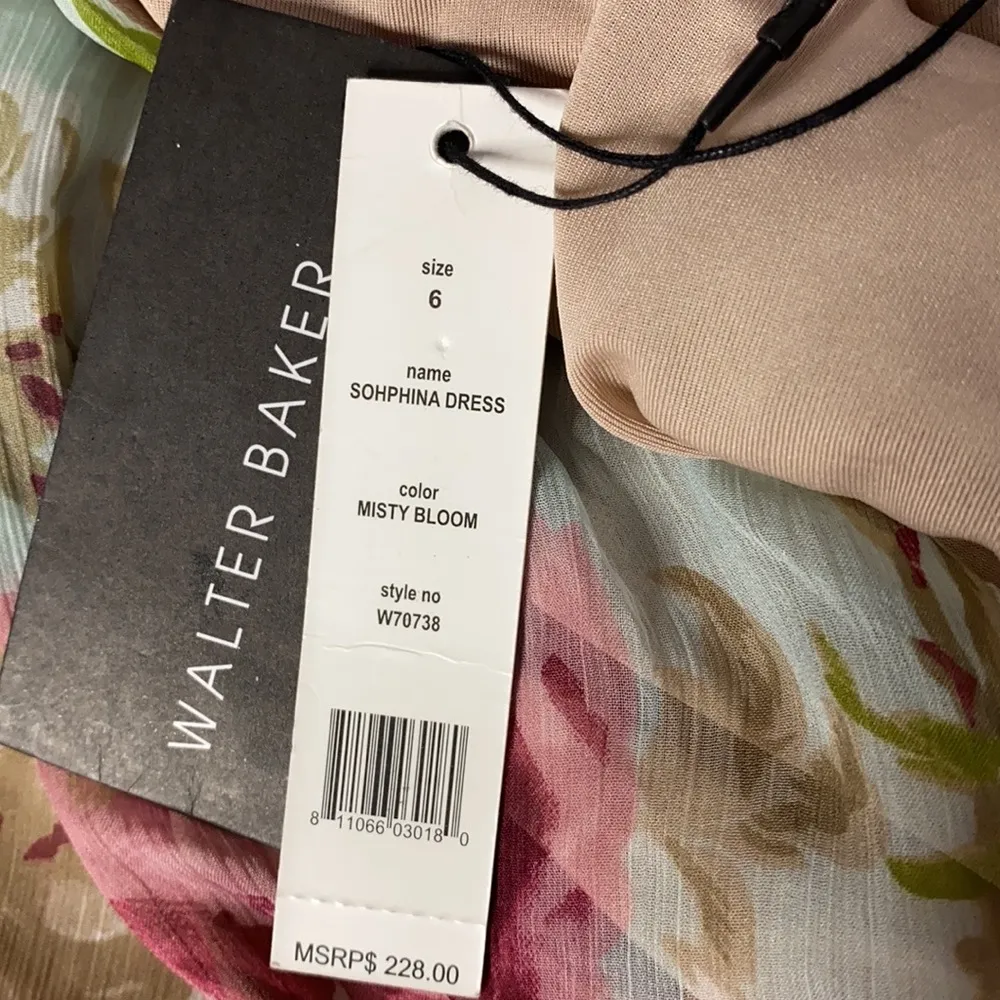 WALTER BAKER
size
6
name
SOHPHINA DRESS
color
MISTY BLOOM
style no
W70738
8 11066 03018 0
MSRP$ 228.00